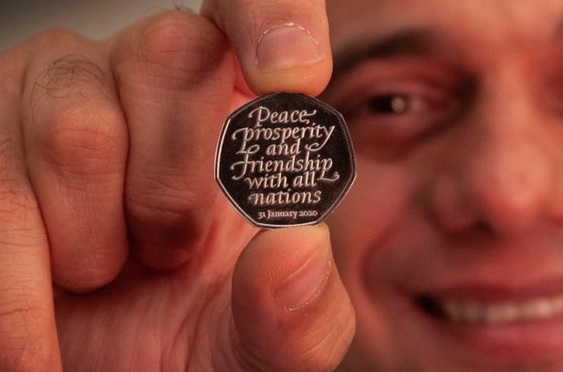 Peace,
prosperity
and
friendship
with all
nations
31 January 2020